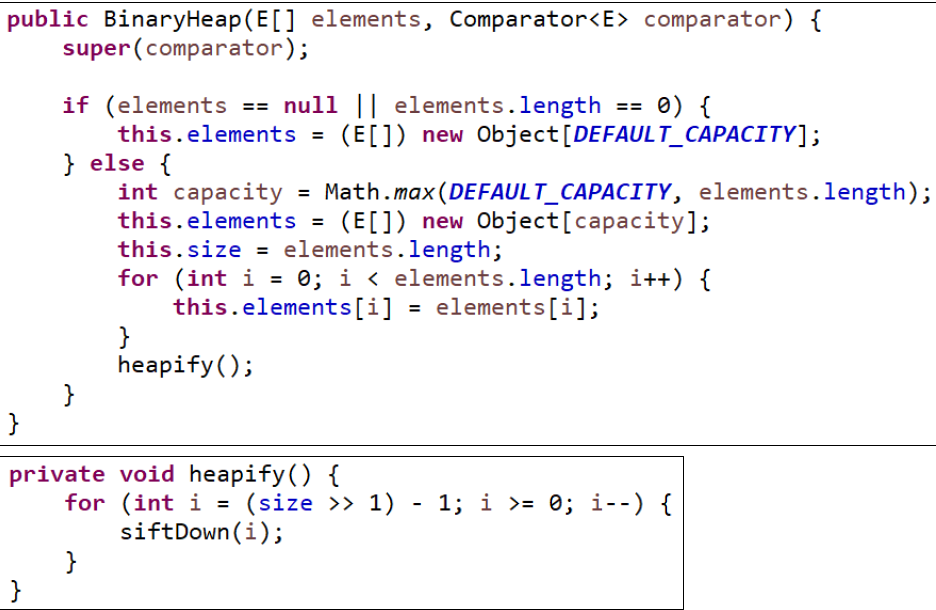 public BinaryHeap(E[] elements, Comparator<E> comparator) {
    super(comparator);

    if (elements == null || elements.length == 0) {
        this.elements = (E[]) new Object[DEFAULT_CAPACITY];
    } else {
        int capacity = Math.max(DEFAULT_CAPACITY, elements.length);
        this.elements = (E[]) new Object[capacity];
        this.size = elements.length;
        for (int i = 0; i < elements.length; i++) {
            this.elements[i] = elements[i];
        }
        heapify();
    }
}
private void heapify() {
    for (int i = (size >> 1) - 1; i >= 0; i--) {
        siftDown(i);
    }
}